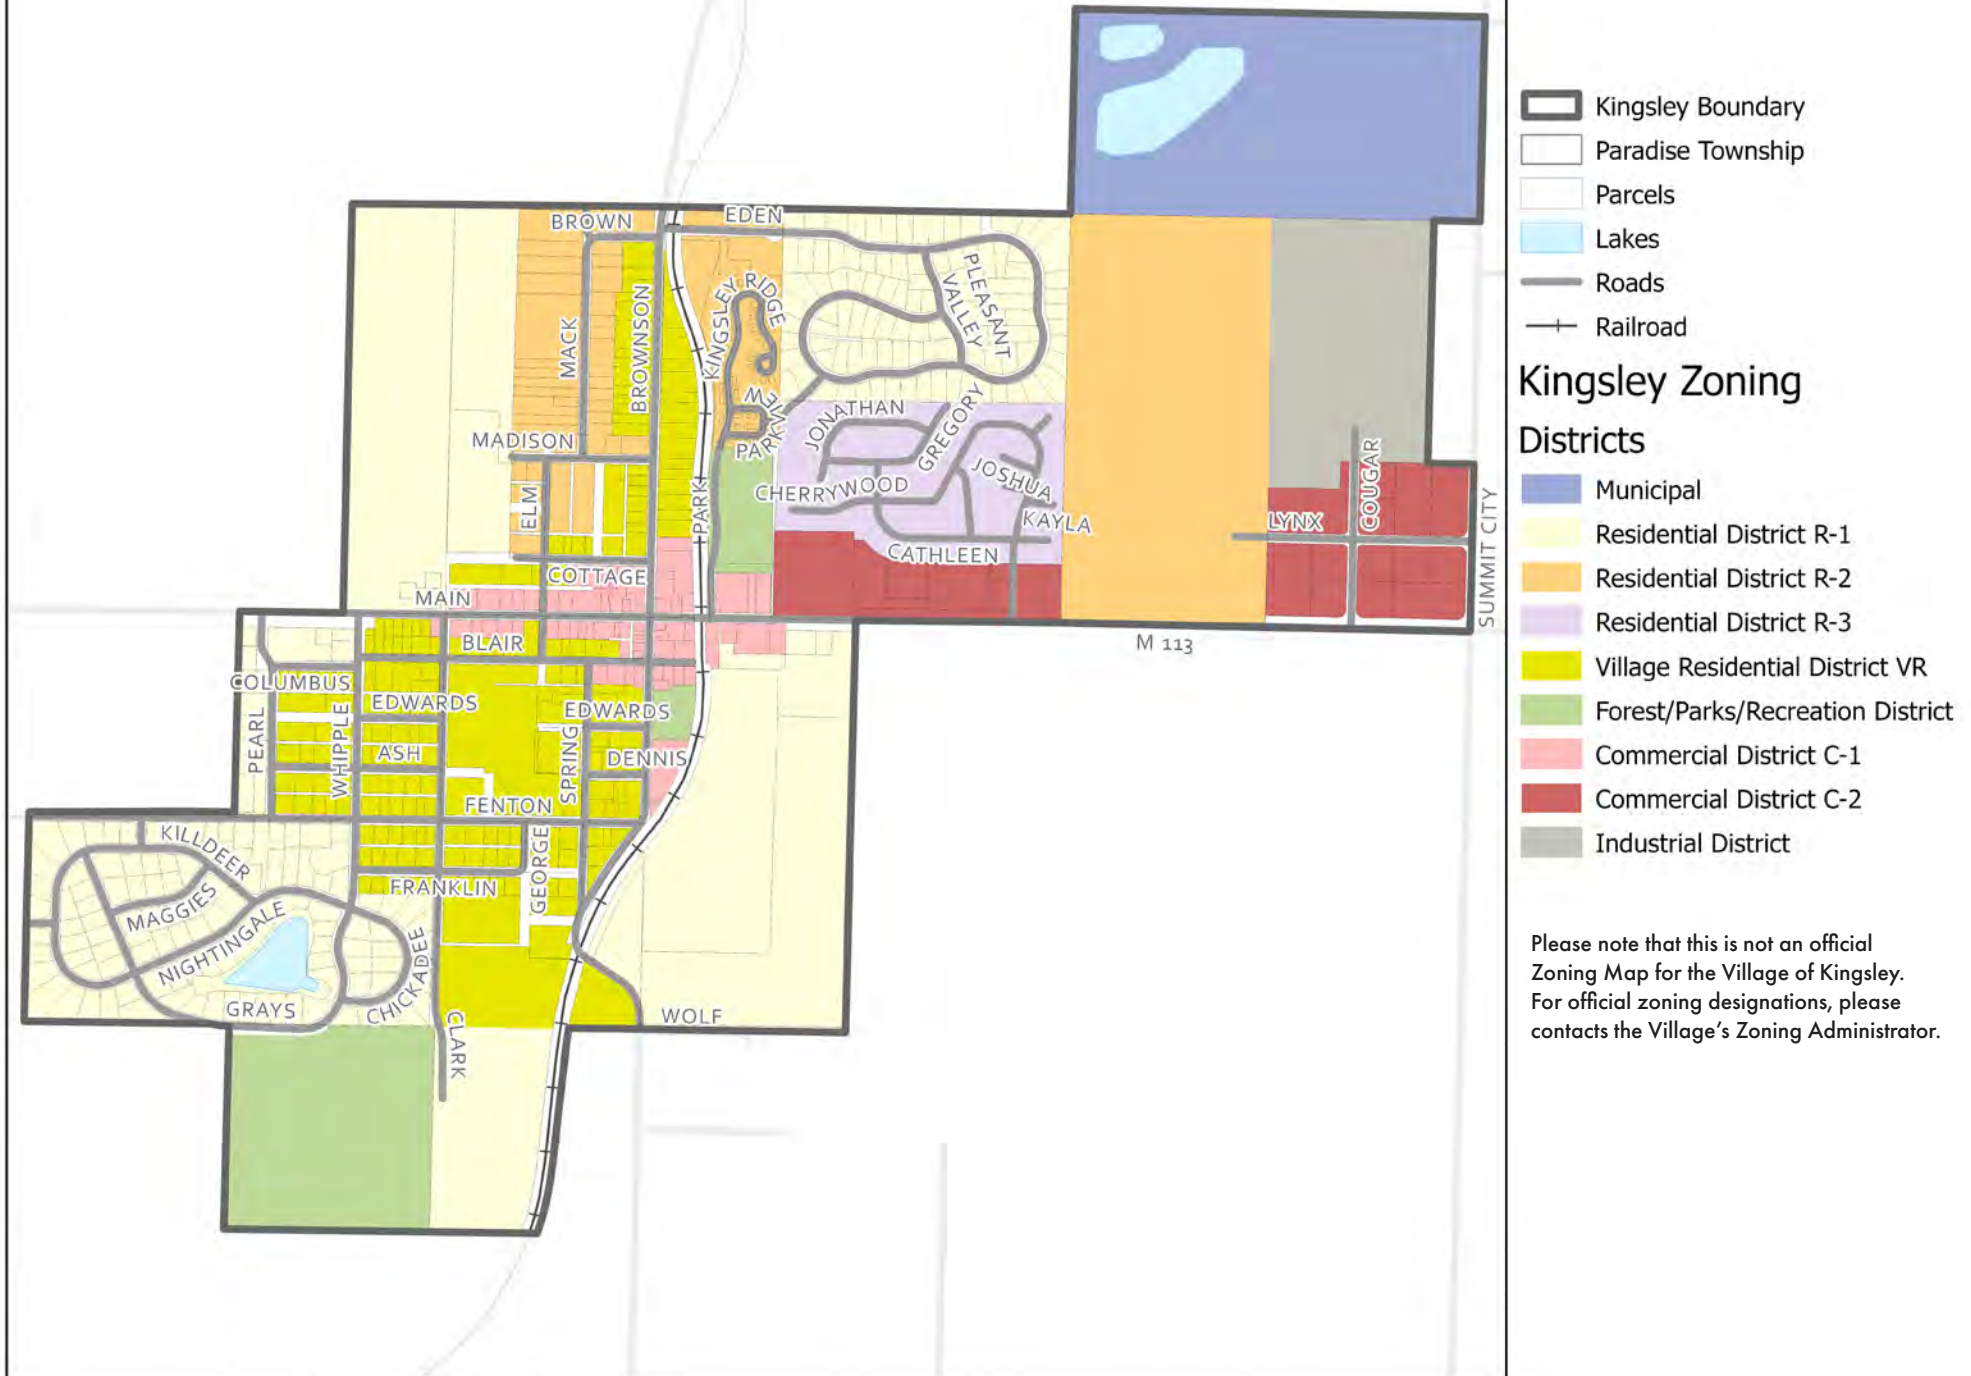 BROWN
EDEN
MACK
BROWNSON
KINGSLEY
RIDGE
PLEASANT
VALLEY
PARKVIEW
MADISON
JONATHAN
GREGORY
JOSHUA
CHERRYWOOD
KAYLA
CATHLEEN
ELM
PARK
COTTAGE
MAIN
BLAIR
LYNX
COUGAR
SUMMIT CITY
M 113
COLUMBUS
EDWARDS
EDWARDS
PEARL
WHIPPLE
ASH
SPRING
DENNIS
FENTON
GEORGE
KILLDEER
MAGGIES
NIGHTINGALE
FRANKLIN
CHICKADEE
GRAYS
CLARK
WOLF
Kingsley Boundary
Paradise Township
Parcels
Lakes
Roads
Railroad
Kingsley Zoning
Districts
Municipal
Residential District R-1
Residential District R-2
Residential District R-3
Village Residential District VR
Forest/Parks/Recreation District
Commercial District C-1
Commercial District C-2
Industrial District
Please note that this is not an official
Zoning Map for the Village of Kingsley.
For official zoning designations, please
contacts the Village's Zoning Administrator.